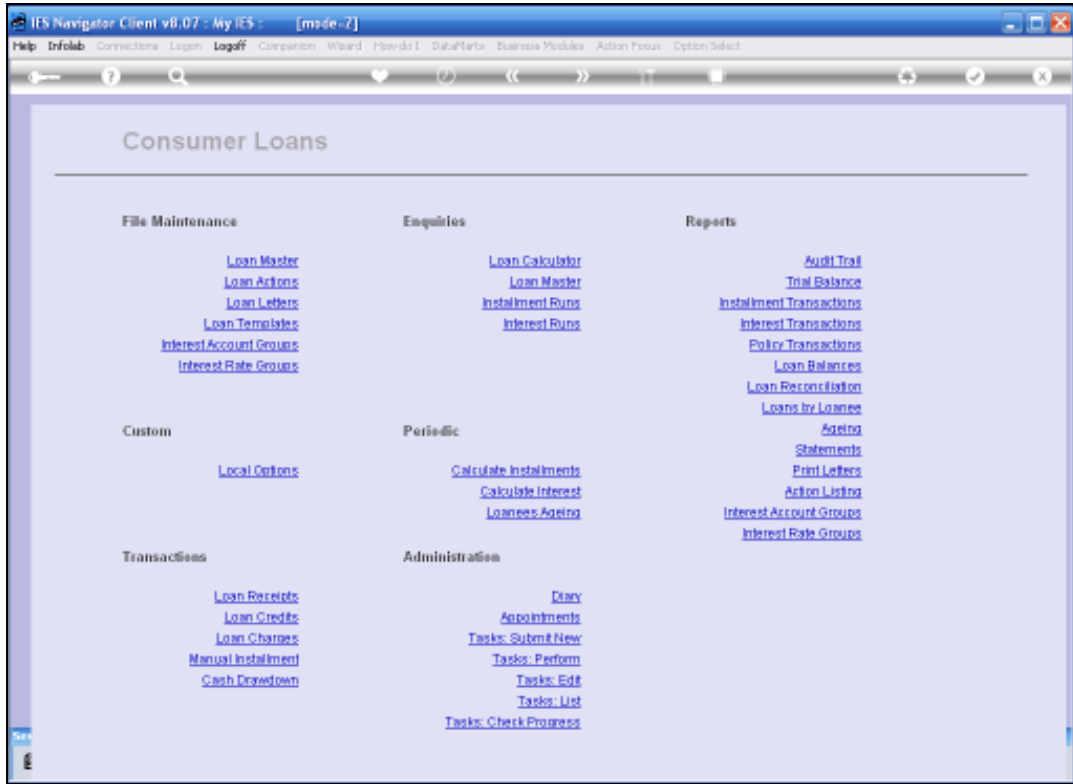 IES Navigator Client v8.07 : My IES : [mode=Z]
Help Infolab Connections Logon Logoff Companion Wizard How do I DataMarts Business Modules Action Focus Option Select
Consumer Loans
File Maintenance
Loan Master
Loan Actions
Loan Letters
Loan Templates
Interest Account Groups
Interest Rate Groups
Custom
Local Options
Transactions
Loan Receipts
Loan Credits
Loan Charges
Manual Installment
Cash Drawdown
Enquiries
Loan Calculator
Loan Master
Installment Runs
Interest Runs
Periodic
Calculate Installments
Calculate Interest
Loanees Ageing
Administration
Diary
Appointments
Tasks: Submit New
Tasks: Perform
Tasks: Edit
Tasks: List
Tasks: Check Progress
Reports
Audit Trail
Trial Balance
Installment Transactions
Interest Transactions
Policy Transactions
Loan Balances
Loan Reconciliation
Loans by Loanee
Ageing
Statements
Print Letters
Action Listing
Interest Account Groups
Interest Rate Groups